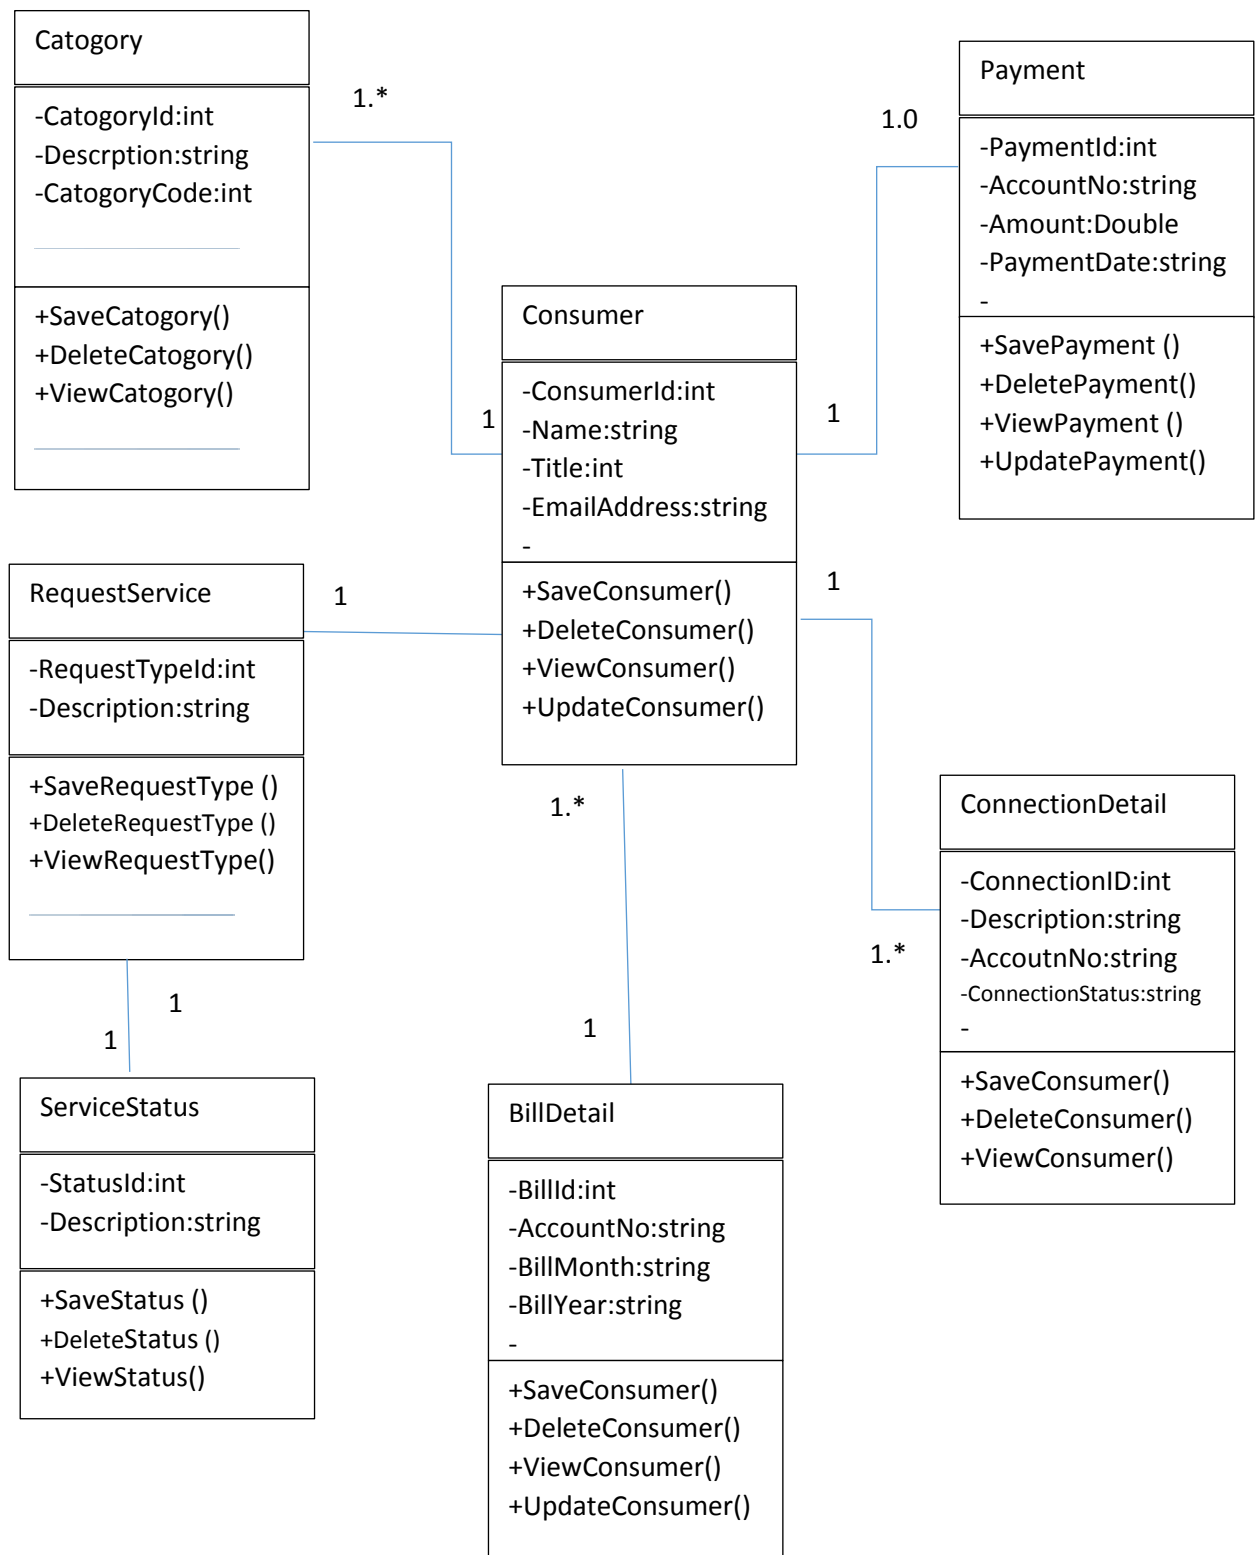 Catogory
-CatogoryId:int
-Descrption:string
-CatogoryCode:int
+SaveCatogory()
+DeleteCatogory()
+ViewCatogory()
1.*
1
Payment
-PaymentId:int
-AccountNo:string
-Amount:Double
-PaymentDate:string
-
+SavePayment ()
+DeletePayment()
+ViewPayment ()
+UpdatePayment()
1.0
1
Consumer
-ConsumerId:int
-Name:string
-Title:int
-EmailAddress:string
-
+SaveConsumer()
+DeleteConsumer()
+ViewConsumer()
+UpdateConsumer()
RequestService
-RequestTypeId:int
-Description:string
+SaveRequestType ()
+DeleteRequestType ()
+ViewRequestType()
1
1
1.*
1.*
1
ConnectionDetail
-ConnectionID:int
-Description:string
-AccoutnNo:string
-ConnectionStatus:string
-
+SaveConsumer()
+DeleteConsumer()
+ViewConsumer()
1
1
ServiceStatus
-StatusId:int
-Description:string
+SaveStatus ()
+DeleteStatus ()
+ViewStatus()
BillDetail
-BillId:int
-AccountNo:string
-BillMonth:string
-BillYear:string
-
+SaveConsumer()
+DeleteConsumer()
+ViewConsumer()
+UpdateConsumer()